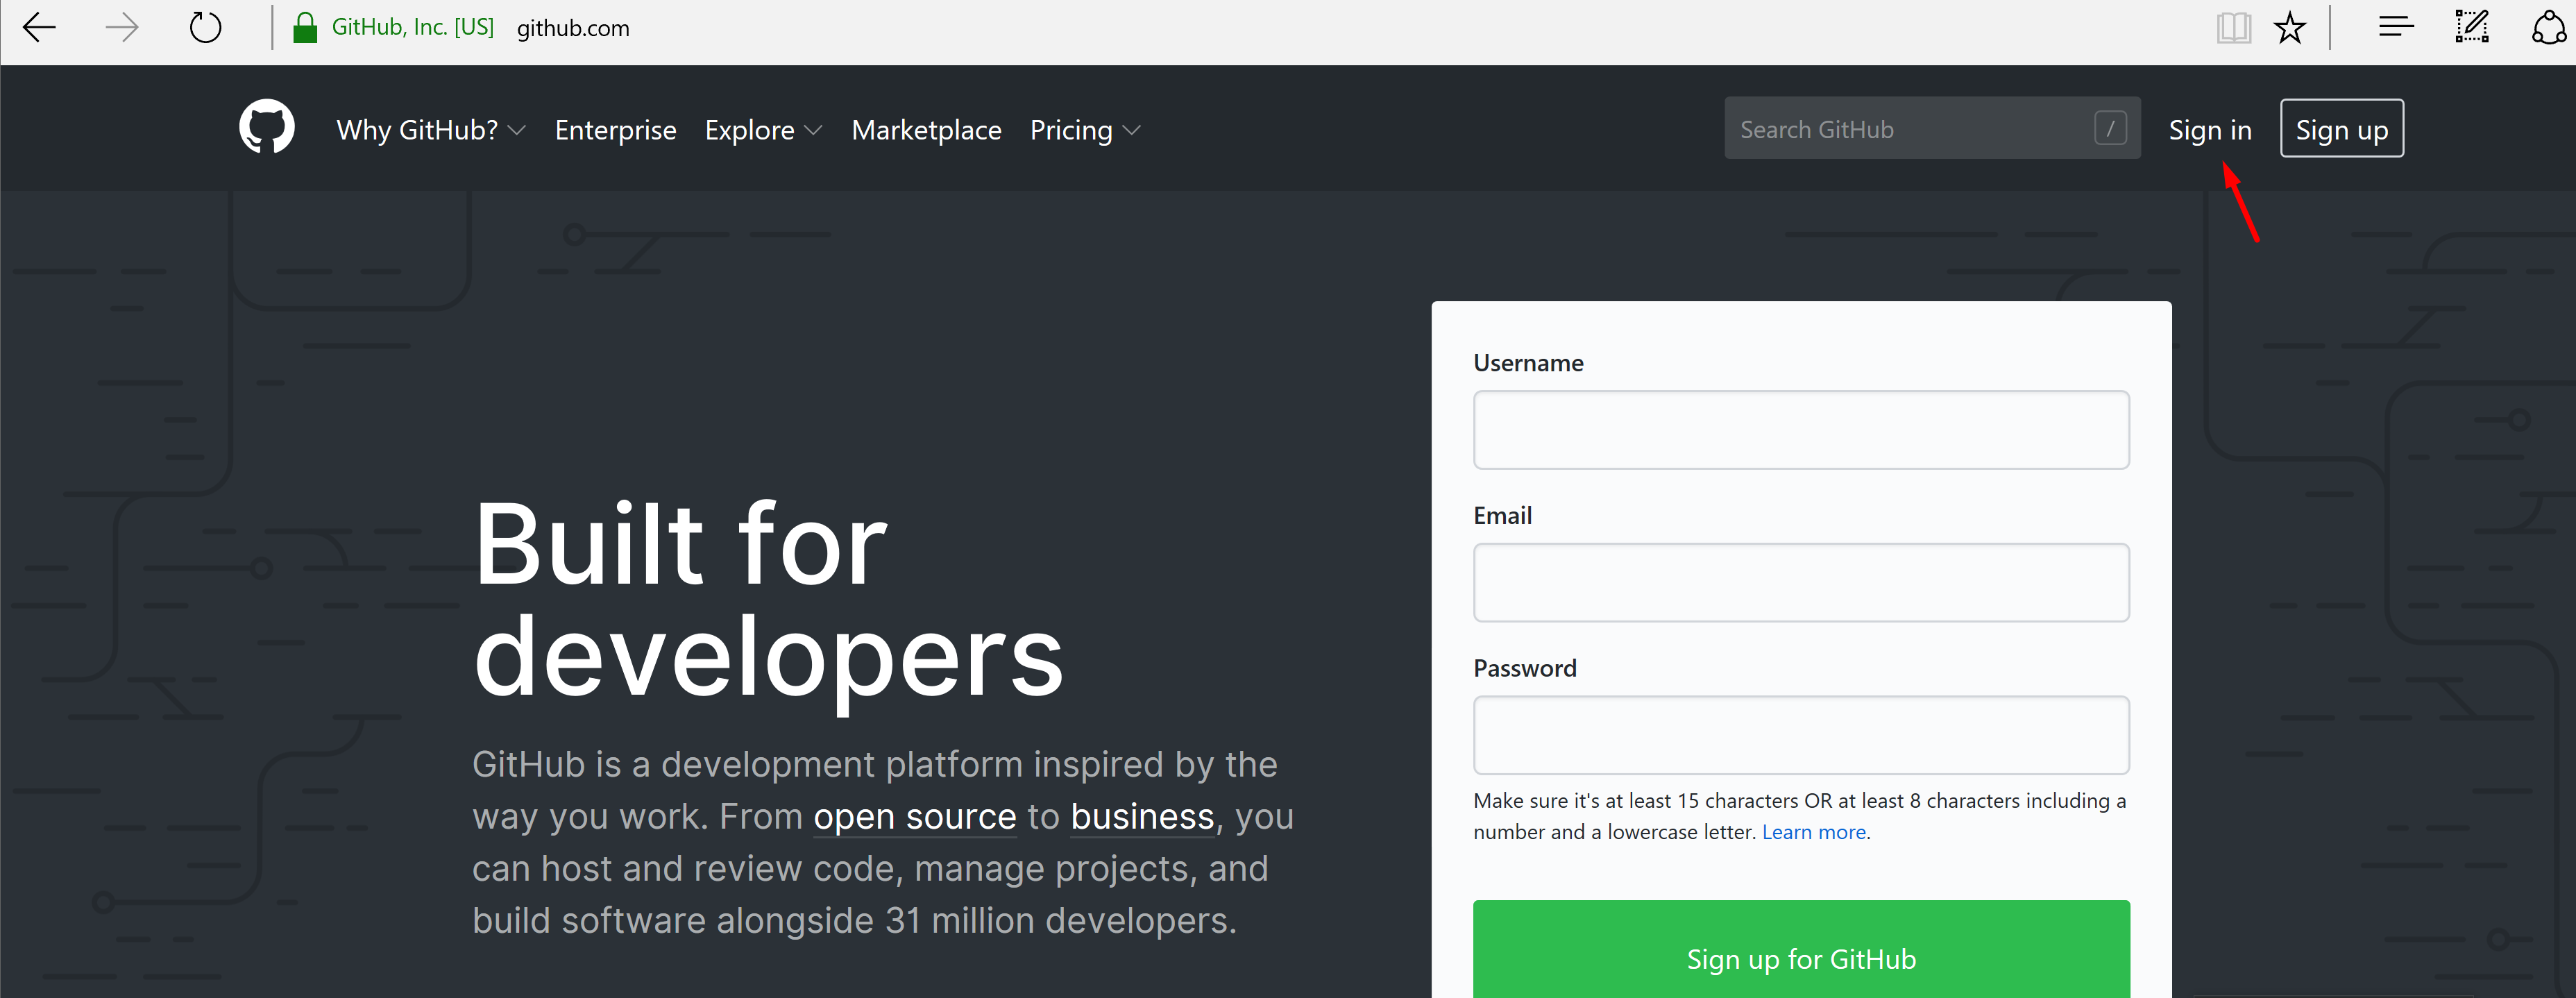 GitHub, Inc. [US] github.com
Why GitHub? Enterprise Explore Marketplace Pricing Search GitHub / Sign in Sign up
Built for
developers
GitHub is a development platform inspired by the
way you work. From open source to business, you
can host and review code, manage projects, and
build software alongside 31 million developers.
Username
Email
Password
Make sure it's at least 15 characters OR at least 8 characters including a
number and a lowercase letter. Learn more.
Sign up for GitHub